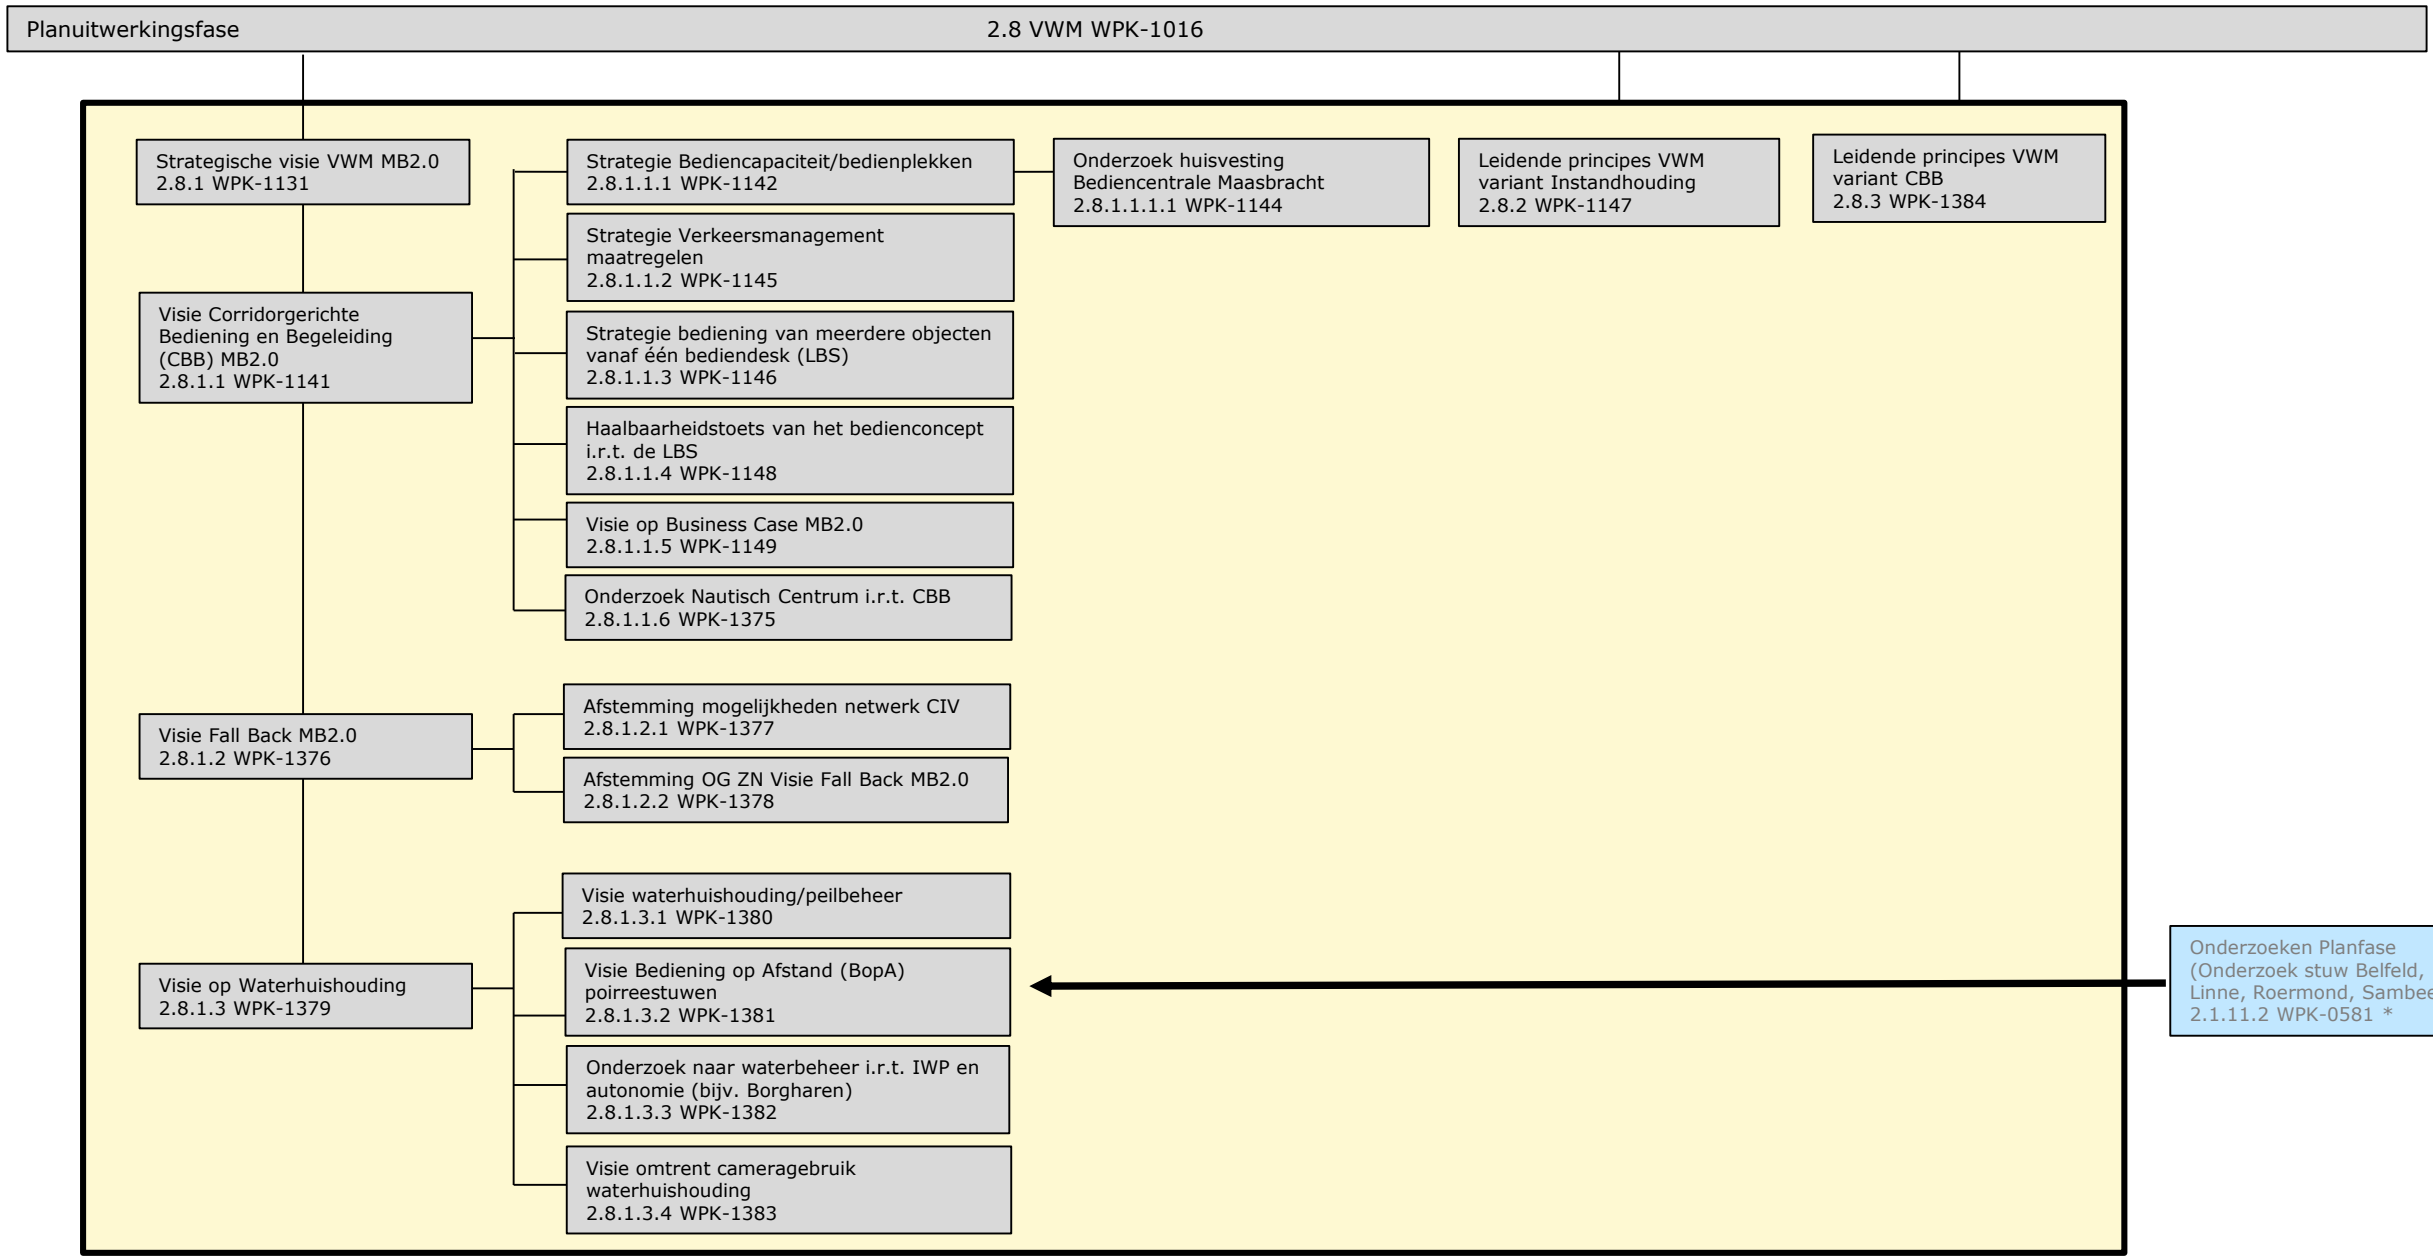 Planuitwerkingsfase
2.8 VWM WPK-1016
Strategische visie VWM MB2.0
2.8.1 WPK-1131
Strategie Bediencapaciteit/bedienplekken
2.8.1.1.1 WPK-1142
Onderzoek huisvesting
Bediencentrale Maasbracht
2.8.1.1.1.1 WPK-1144
Leidende principes VWM
variant Instandhouding
2.8.2 WPK-1147
Leidende principes VWM
variant CBB
2.8.3 WPK-1384
Strategie Verkeersmanagement
maatregelen
2.8.1.1.2 WPK-1145
Visie Corridorgerichte
Bediening en Begeleiding
(CBB) MB2.0
2.8.1.1 WPK-1141
Strategie bediening van meerdere objecten
vanaf één bediendesk (LBS)
2.8.1.1.3 WPK-1146
Haalbaarheidstoets van het bedienconcept
i.r.t. de LBS
2.8.1.1.4 WPK-1148
Visie op Business Case MB2.0
2.8.1.1.5 WPK-1149
Onderzoek Nautisch Centrum i.r.t. CBB
2.8.1.1.6 WPK-1375
Visie Fall Back MB2.0
2.8.1.2 WPK-1376
Afstemming mogelijkheden netwerk CIV
2.8.1.2.1 WPK-1377
Afstemming OG ZN Visie Fall Back MB2.0
2.8.1.2.2 WPK-1378
Visie op Waterhuishouding
2.8.1.3 WPK-1379
Visie waterhuishouding/peilbeheer
2.8.1.3.1 WPK-1380
Visie Bediening op Afstand (BopA)
poirreestuwen
2.8.1.3.2 WPK-1381
Onderzoek naar waterbeheer i.r.t. IWP en
autonomie (bijv. Borgharen)
2.8.1.3.3 WPK-1382
Visie omtrent cameragebruik
waterhuishouding
2.8.1.3.4 WPK-1383
Onderzoeken Planfase
(Onderzoek stuw Belfeld,
Linne, Roermond,
2.1.11.2 WPK-0581 *